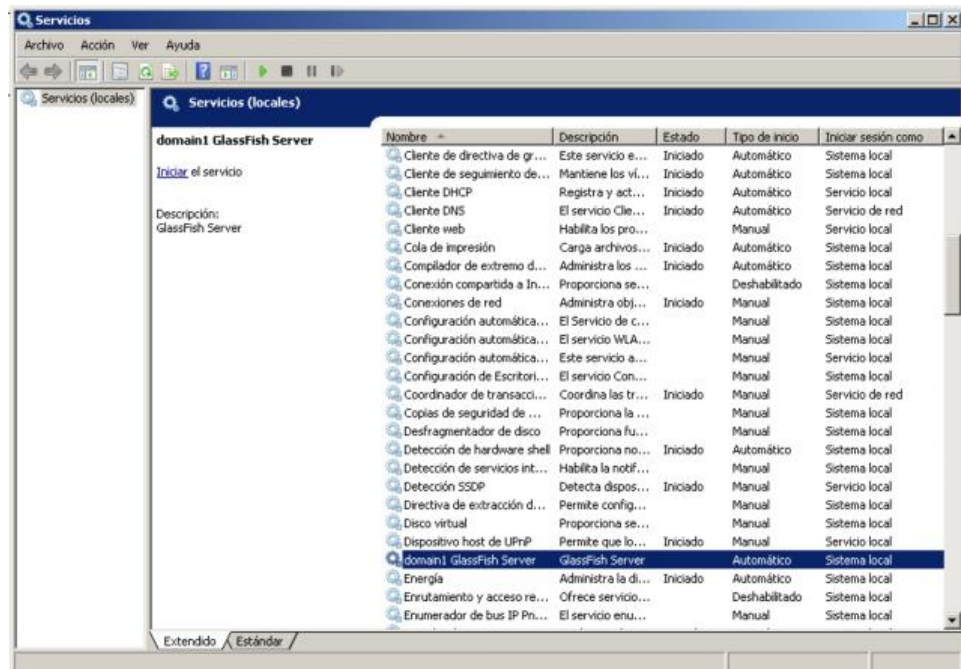 Servicios
Archivo Acción Ver Ayuda
Servicios (locales)
Servicios (locales)
domain1 GlassFish Server
Iniciar el servicio
Descripción:
GlassFish Server
Nombre Descripción Estado Tipo de inicio Iniciar sesión como
Cliente de directiva de gr... Este servicio e... Iniciado Automático Sistema local
Cliente de seguimiento de... Mantiene los ví... Iniciado Automático Sistema local
Cliente DHCP Registra y act... Iniciado Automático Servicio local
Cliente DNS El servicio Clie... Iniciado Automático Servicio de red
Cliente web Habilita los pro... Manual Servicio local
Cola de impresión Carga archivos... Iniciado Automático Sistema local
Compilador de extremo d... Administra los ... Iniciado Automático Sistema local
Conexión compartida a In... Proporciona se... Deshabilitado Sistema local
Conexiones de red Administra obj... Iniciado Manual Sistema local
Configuración automática... El Servicio de c... Manual Sistema local
Configuración automática... El servicio WLA... Manual Sistema local
Configuración automática... Este servicio a... Manual Servicio local
Configuración de Escritori... El servicio Con... Manual Sistema local
Coordinador de transacci... Coordina las tr... Iniciado Manual Servicio de red
Copias de seguridad de ... Proporciona la ... Manual Sistema local
Desfragmentador de disco Proporciona fu... Manual Sistema local
Detección de hardware shell Proporciona no... Iniciado Automático Sistema local
Detección de servicios int... Habilita la notif... Manual Sistema local
Detección SSDP Detecta dispos... Iniciado Manual Servicio local
Directiva de extracción d... Permite config... Manual Sistema local
Disco virtual Proporciona se... Manual Sistema local
Dispositivo host de UPnP Permite que lo... Iniciado Manual Servicio local
domain1 GlassFish Server GlassFish Server Automático Sistema local
Energía Administra la di... Iniciado Automático Sistema local
Enrutamiento y acceso re... Ofrece servicio... Deshabilitado Sistema local
Enumerador de bus IP Pn... El servicio enu... Manual Sistema local
Extendido Estándar